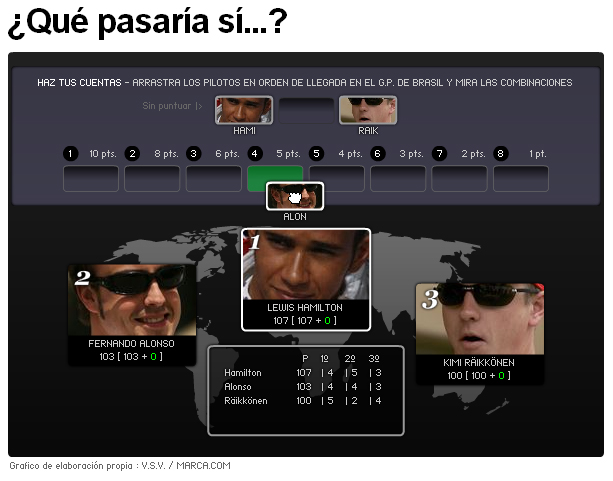 ¿Qué pasaría sí...?
HAZ TUS CUENTAS - ARRASTRA LOS PILOTOS EN ORDEN DE LLEGADA EN EL G.P. DE BRASIL Y MIRA LAS COMBINACIONES
Sin puntuar |>
HAMI RAIK
1 10 pts. 2 8 pts. 3 6 pts. 4 5 pts. 5 4 pts. 6 3 pts. 7 2 pts. 8 1 pt.
ALON
1
LEWIS HAMILTON
107 [ 107 + 0 ]
2
FERNANDO ALONSO
103 [ 103 + 0 ]
3
KIMI RÄIKKÖNEN
100 [ 100 + 0 ]
P 1º 2º 3º
Hamilton 107 | 4 | 5 | 3
Alonso 103 | 4 | 4 | 3
Räikkönen 100 | 5 | 2 | 4
Grafico de elaboración propia : V.S.V. / MARCA.COM